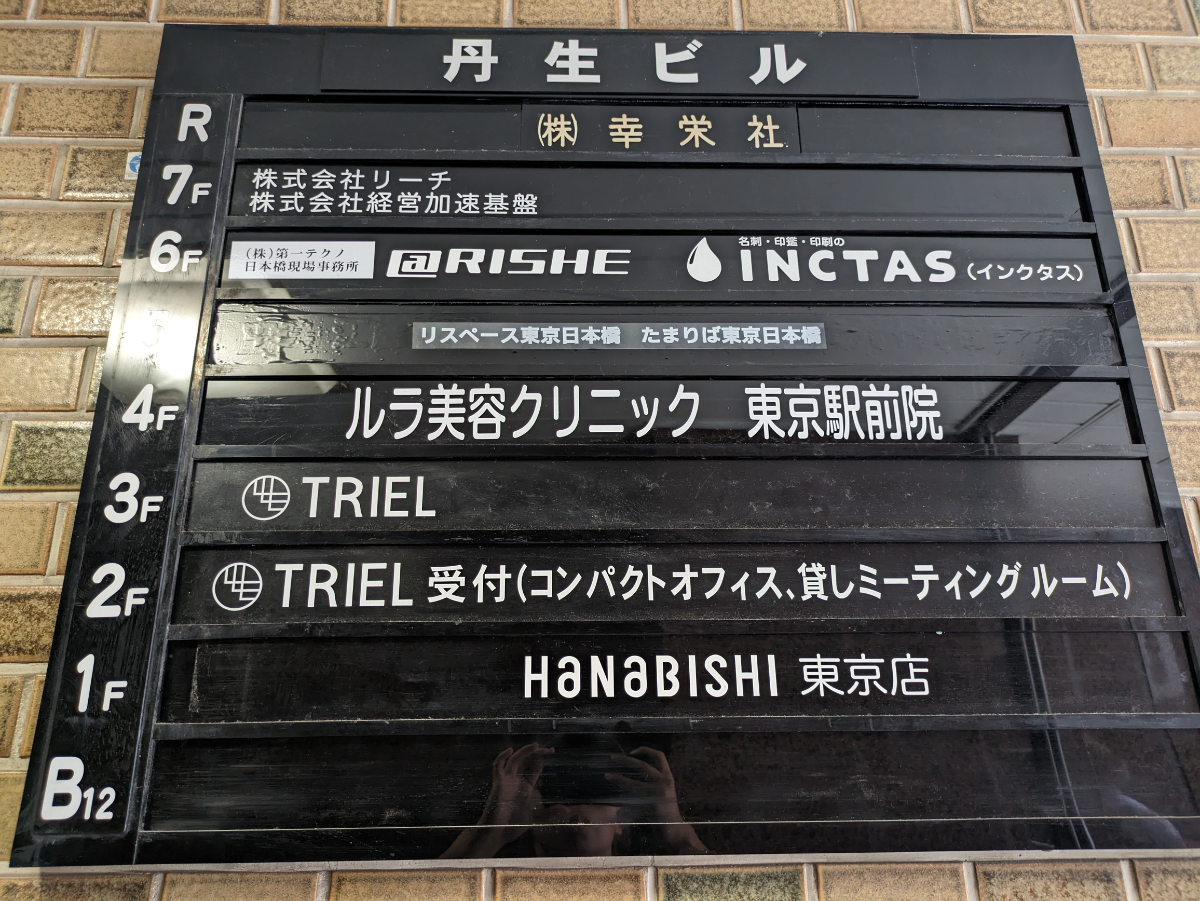 丹生ビル
R
㈱ 幸栄社
7F
株式会社リーチ
株式会社経営加速基盤
6F
(株)第一テクノ
日本橋現場事務所
@RISHE
名刺・印鑑・印刷の
INCTAS(インクタス)
リスペース東京日本橋 たまりば東京日本橋
4F
ルラ美容クリニック 東京駅前院
3F
TRIEL
2F
TRIEL 受付(コンパクトオフィス、貸しミーティングルーム)
1F
HaNaBISHI 東京店
B12